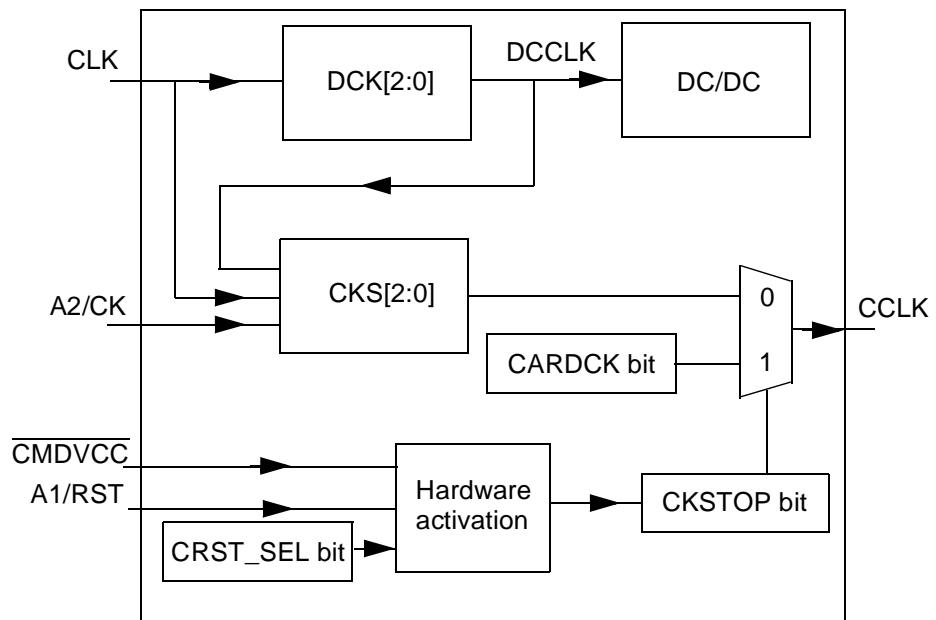 CLK
DCK[2:0]
DCCLK
DC/DC
A2/CK
CKS[2:0]
0
1
CCLK
CARDCK bit
CMDVCC
A1/RST
Hardware
activation
CKSTOP bit
CRST_SEL bit